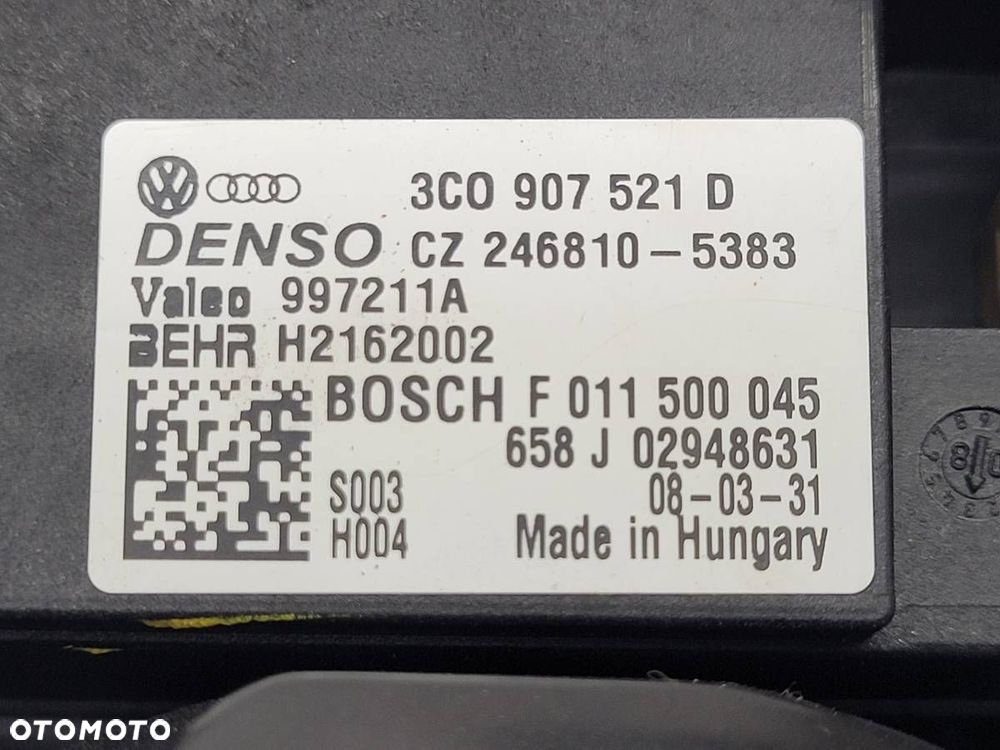 3C0 907 521 D
DENSO CZ 246810-5383
Valeo 997211A
BEHR H2162002
BOSCH F 011 500 045
658 J 02948631
S003 08-03-31
H004 Made in Hungary
OTOMOTO